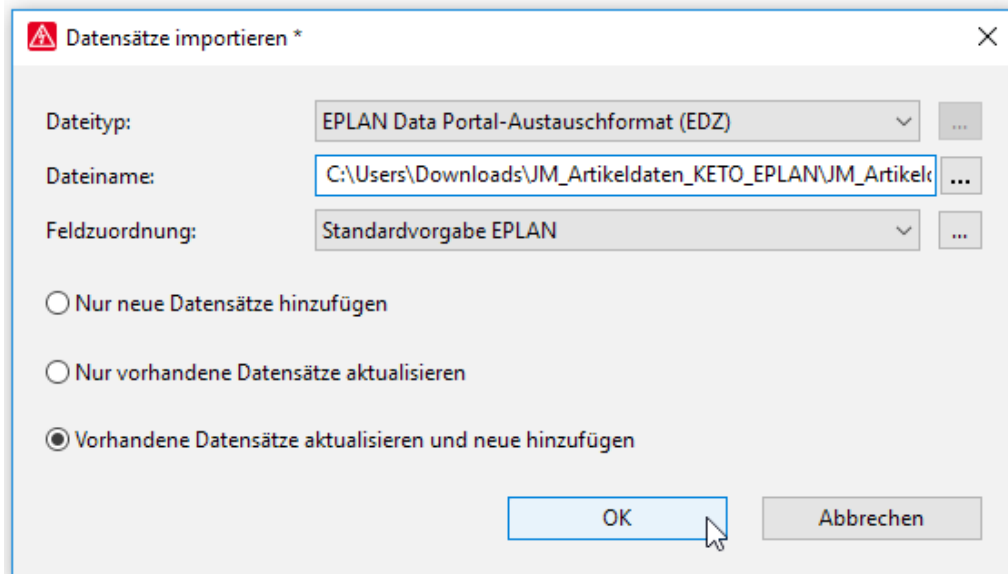 Datensätze importieren *
Dateityp: EPLAN Data Portal-Austauschformat (EDZ) ...
Dateiname: C:\Users\Downloads\JM_Artikeldaten_KETO_EPLAN\JM_Artikel ...
Feldzuordnung: Standardvorgabe EPLAN ...
Nur neue Datensätze hinzufügen
Nur vorhandene Datensätze aktualisieren
Vorhandene Datensätze aktualisieren und neue hinzufügen
OK Abbrechen